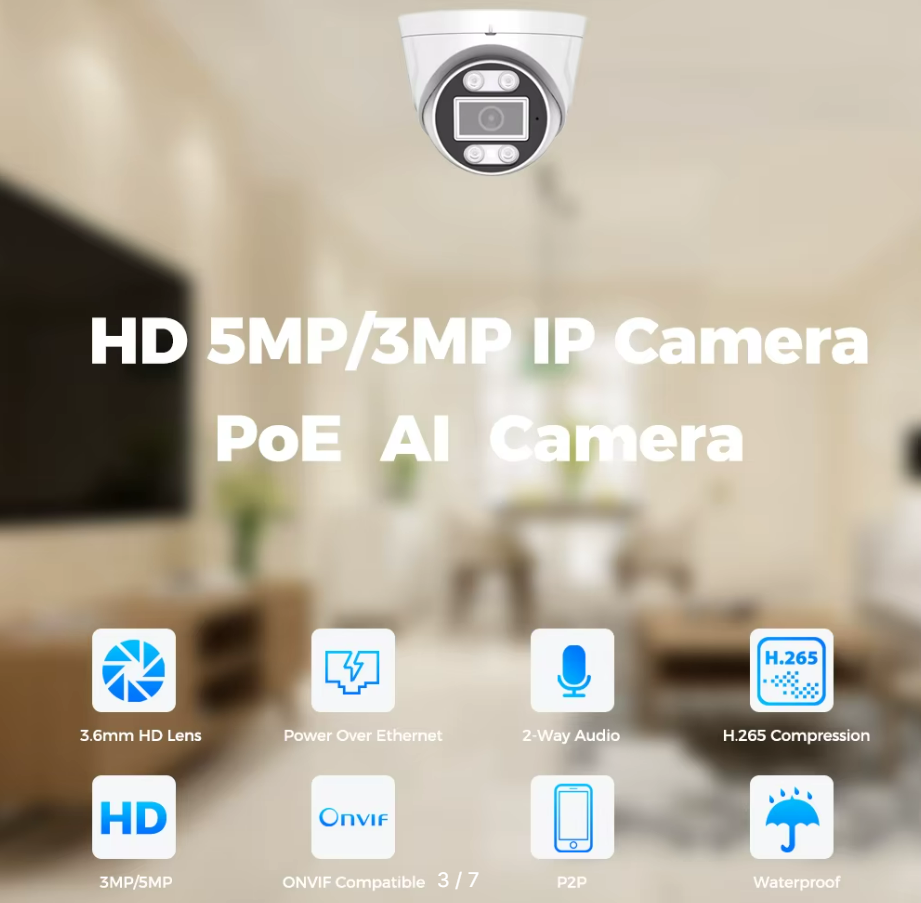 HD 5MP/3MP IP Camera
PoE AI Camera
H.265
3.6mm HD Lens
Power Over Ethernet
2-Way Audio
H.265 Compression
HD
ONVIF
3MP/5MP
ONVIF Compatible
3 / 7
P2P
Waterproof